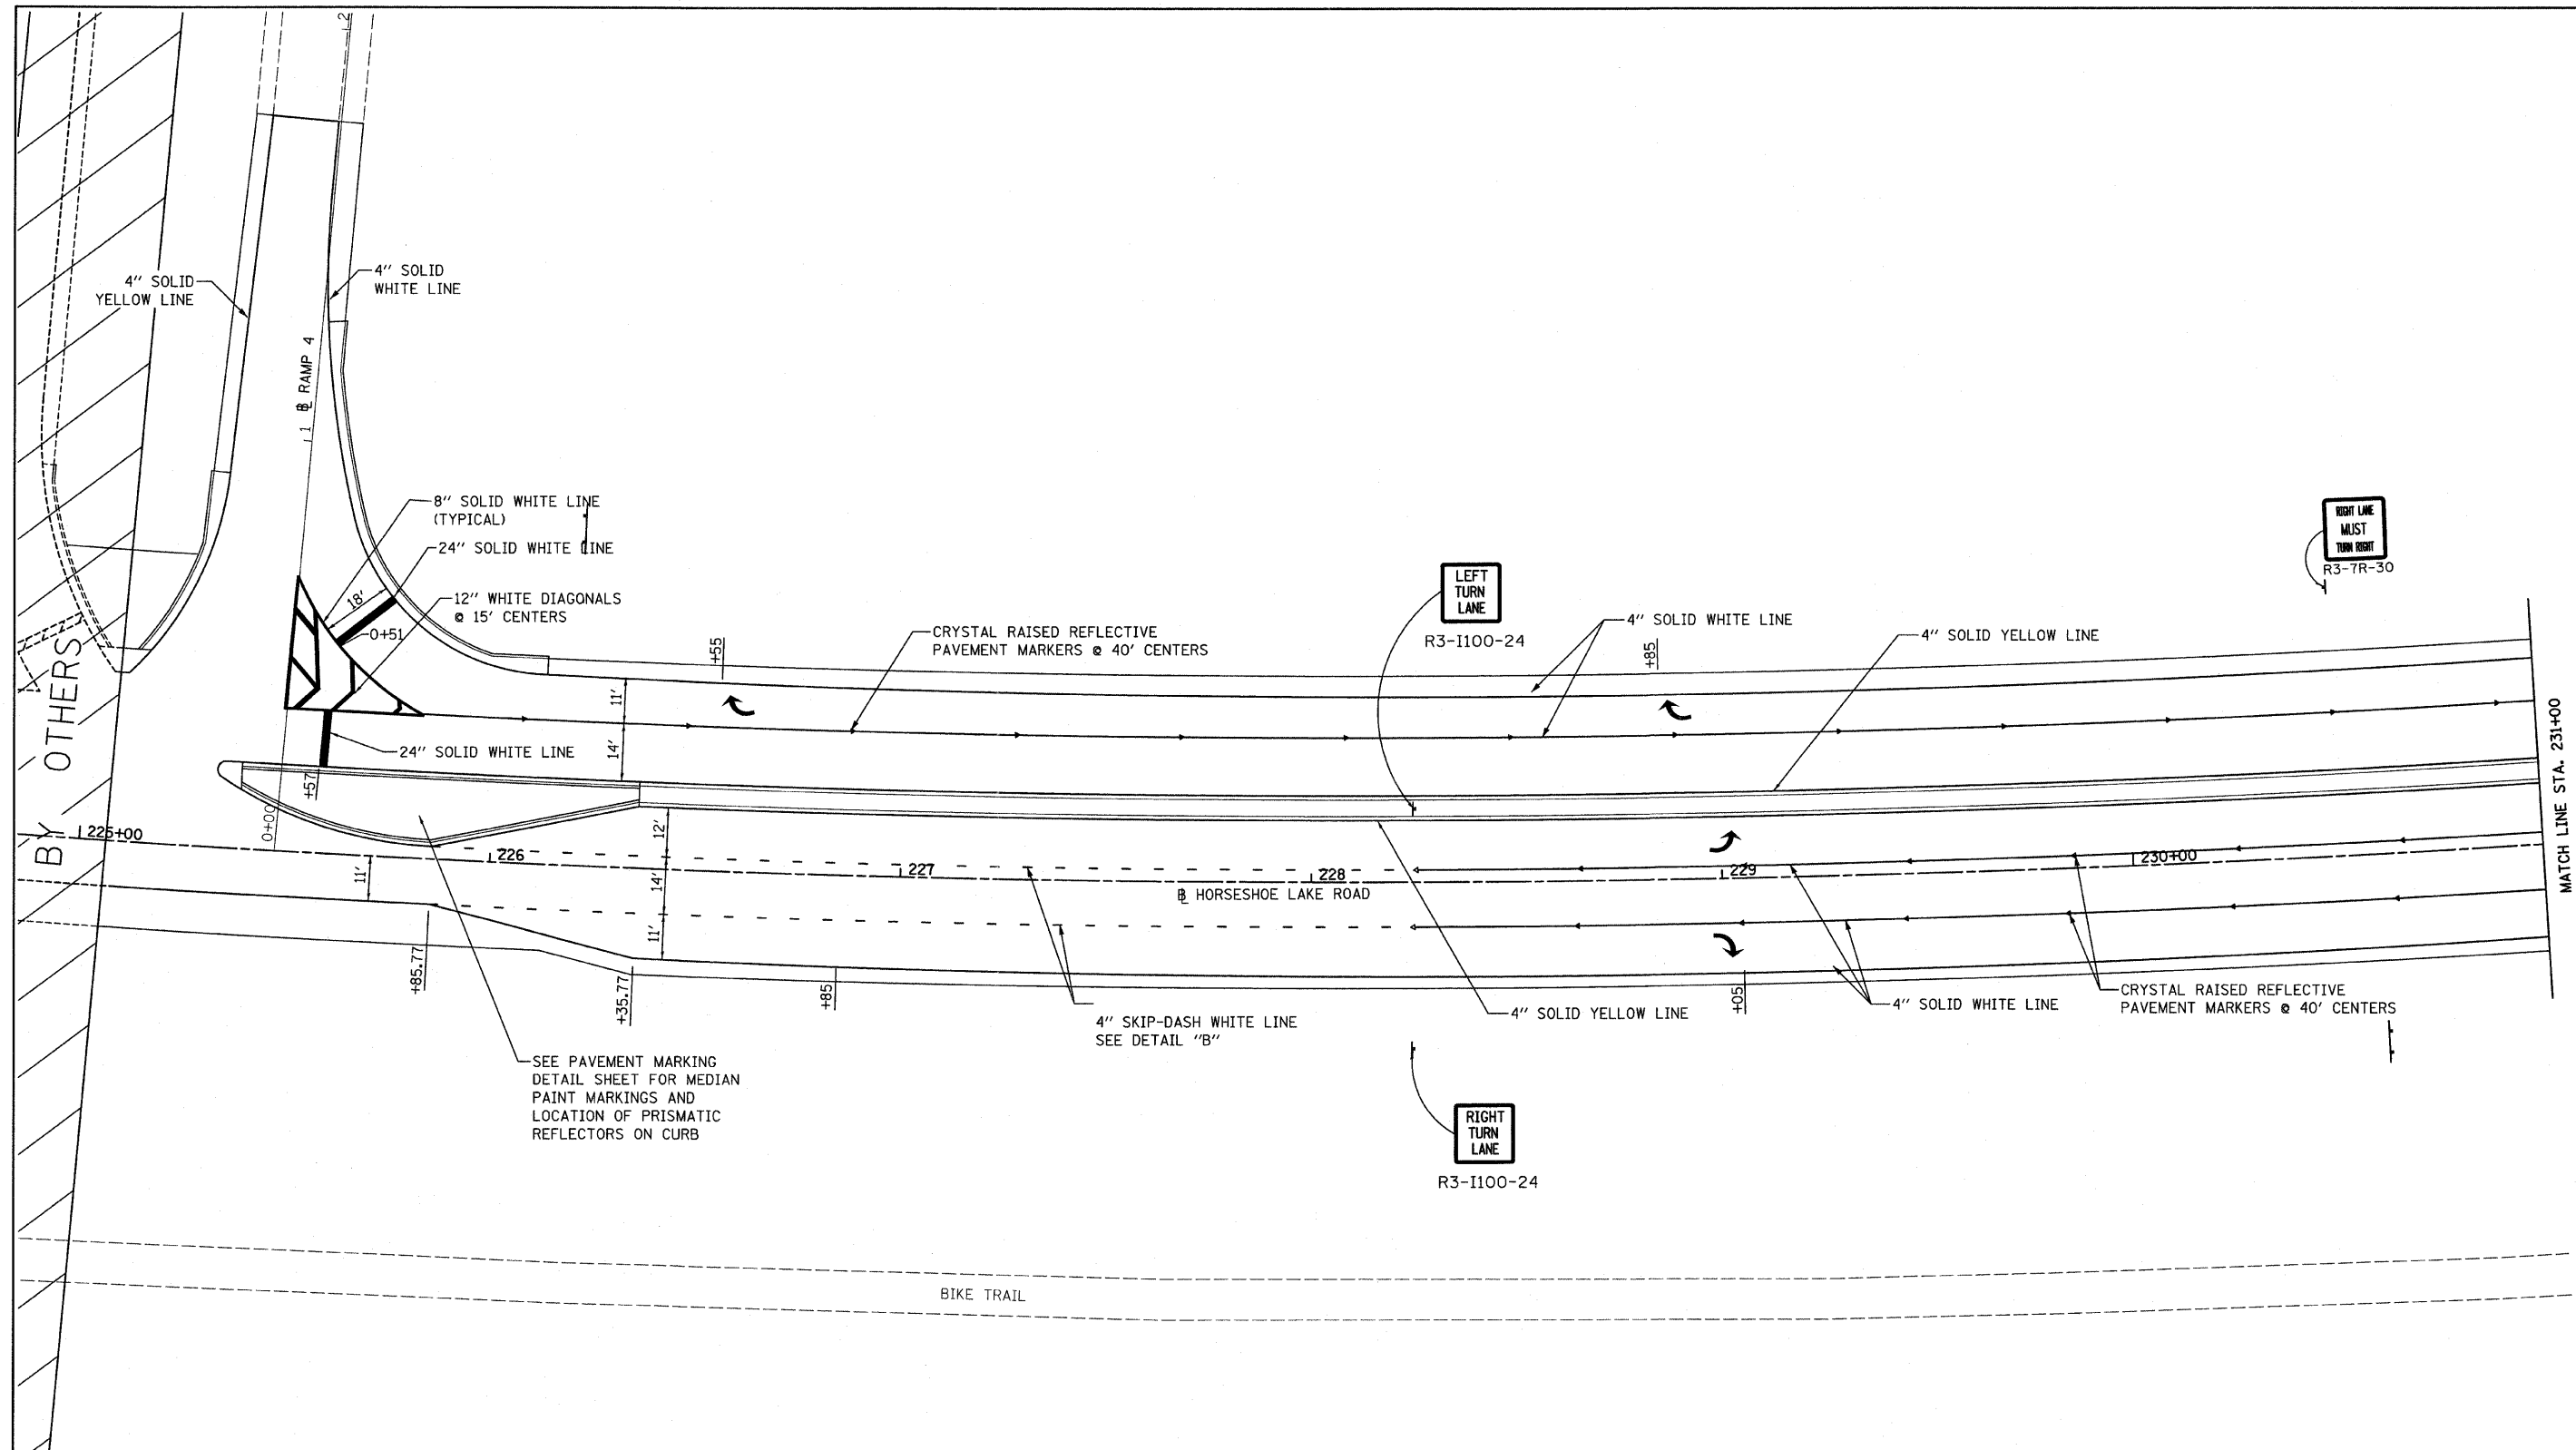 2
4" SOLID
YELLOW LINE
4" SOLID
WHITE LINE
1 ℄ RAMP 4
8" SOLID WHITE LINE
(TYPICAL)
24" SOLID WHITE LINE
18'
0+51
12" WHITE DIAGONALS
@ 15' CENTERS
24" SOLID WHITE LINE
+57
0+00
BY OTHERS
225+00
226
227
228
229
230+00
11'
14'
12'
14'
11'
11'
+55
CRYSTAL RAISED REFLECTIVE
PAVEMENT MARKERS @ 40' CENTERS
LEFT
TURN
LANE
R3-I100-24
4" SOLID WHITE LINE
+85
4" SOLID YELLOW LINE
RIGHT LANE
MUST
TURN RIGHT
R3-7R-30
MATCH LINE STA. 231+00
℄ HORSESHOE LAKE ROAD
+85.77
+35.77
+85
4" SKIP-DASH WHITE LINE
SEE DETAIL "B"
4" SOLID YELLOW LINE
+05
4" SOLID WHITE LINE
CRYSTAL RAISED REFLECTIVE
PAVEMENT MARKERS @ 40' CENTERS
SEE PAVEMENT MARKING
DETAIL SHEET FOR MEDIAN
PAINT MARKINGS AND
LOCATION OF PRISMATIC
REFLECTORS ON CURB
RIGHT
TURN
LANE
R3-I100-24
BIKE TRAIL